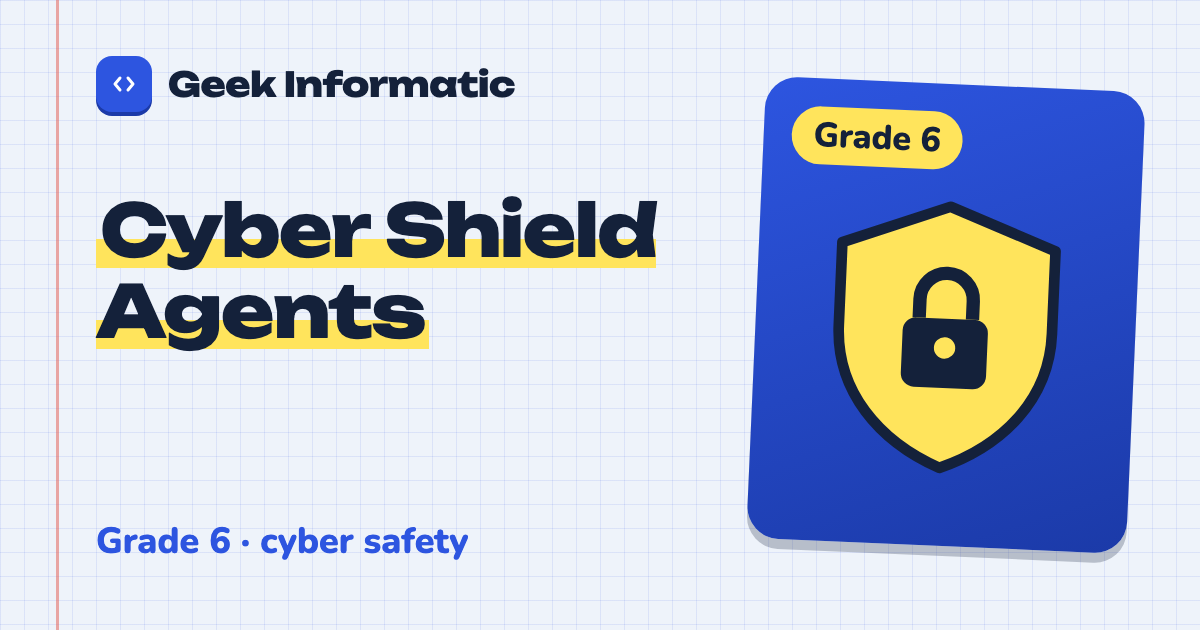 Geek Informatic
Grade 6
Cyber Shield
Agents
Grade 6 · cyber safety